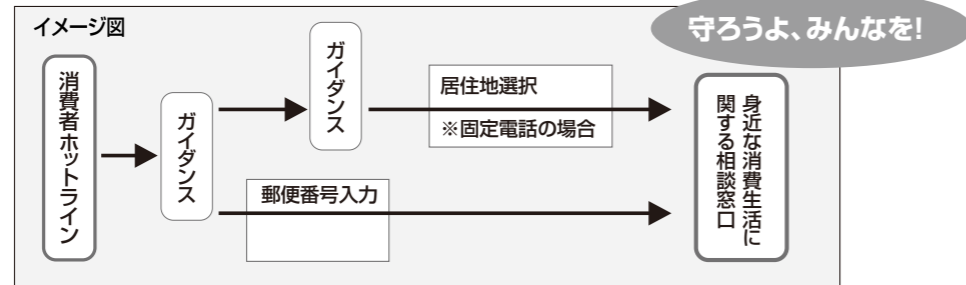 イメージ図
守ろうよ、みんなを!
消費者ホットライン
ガイダンス
ガイダンス
居住地選択
※固定電話の場合
郵便番号入力
身近な消費生活に
関する相談窓口